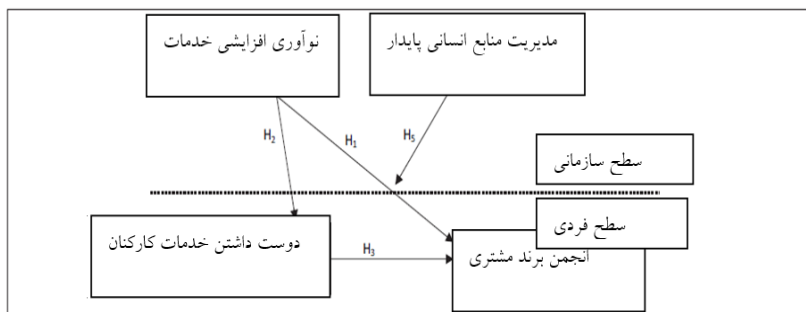 مدیریت منابع انسانی پایدار
نوآوری افزایشی خدمات
H₂
H₁
H₅
سطح سازمانی
سطح فردی
دوست داشتن خدمات کارکنان
H₃
انجمن برند مشتری